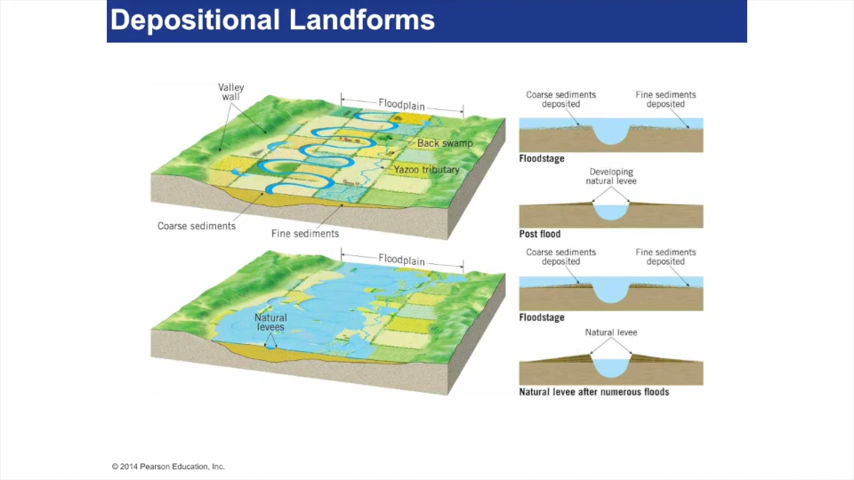 Depositional Landforms
Valley
wall
Floodplain
Back swamp
Yazoo tributary
Coarse sediments
Fine sediments
Floodplain
Natural
levees
Coarse sediments
deposited
Fine sediments
deposited
Floodstage
Developing
natural levee
Post flood
Coarse sediments
deposited
Fine sediments
deposited
Floodstage
Natural levee
Natural levee after numerous floods
© 2014 Pearson Education, Inc.